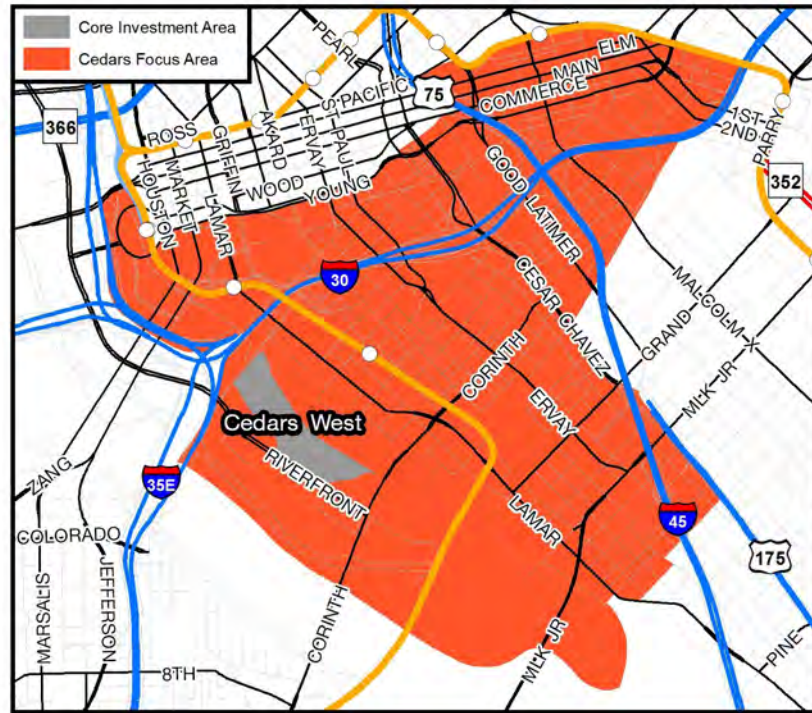 Core Investment Area
Cedars Focus Area
PEARL
ELM
MAIN
COMMERCE
PACIFIC
75
366
ROSS
ST. PAUL
ERVAY
AKARD
GRIFFIN
LAMAR
MARKET
HOUSTON
WOOD
YOUNG
1ST
2ND
PARRY
352
GOOD LATIMER
30
CESAR CHAVEZ
MALCOLM X
GRAND
CORINTH
MLK JR
ERVAY
Cedars West
RIVERFRONT
ZANG
35E
LAMAR
45
175
COLORADO
MARSALIS
JEFFERSON
CORINTH
MLK JR
PINE
8TH